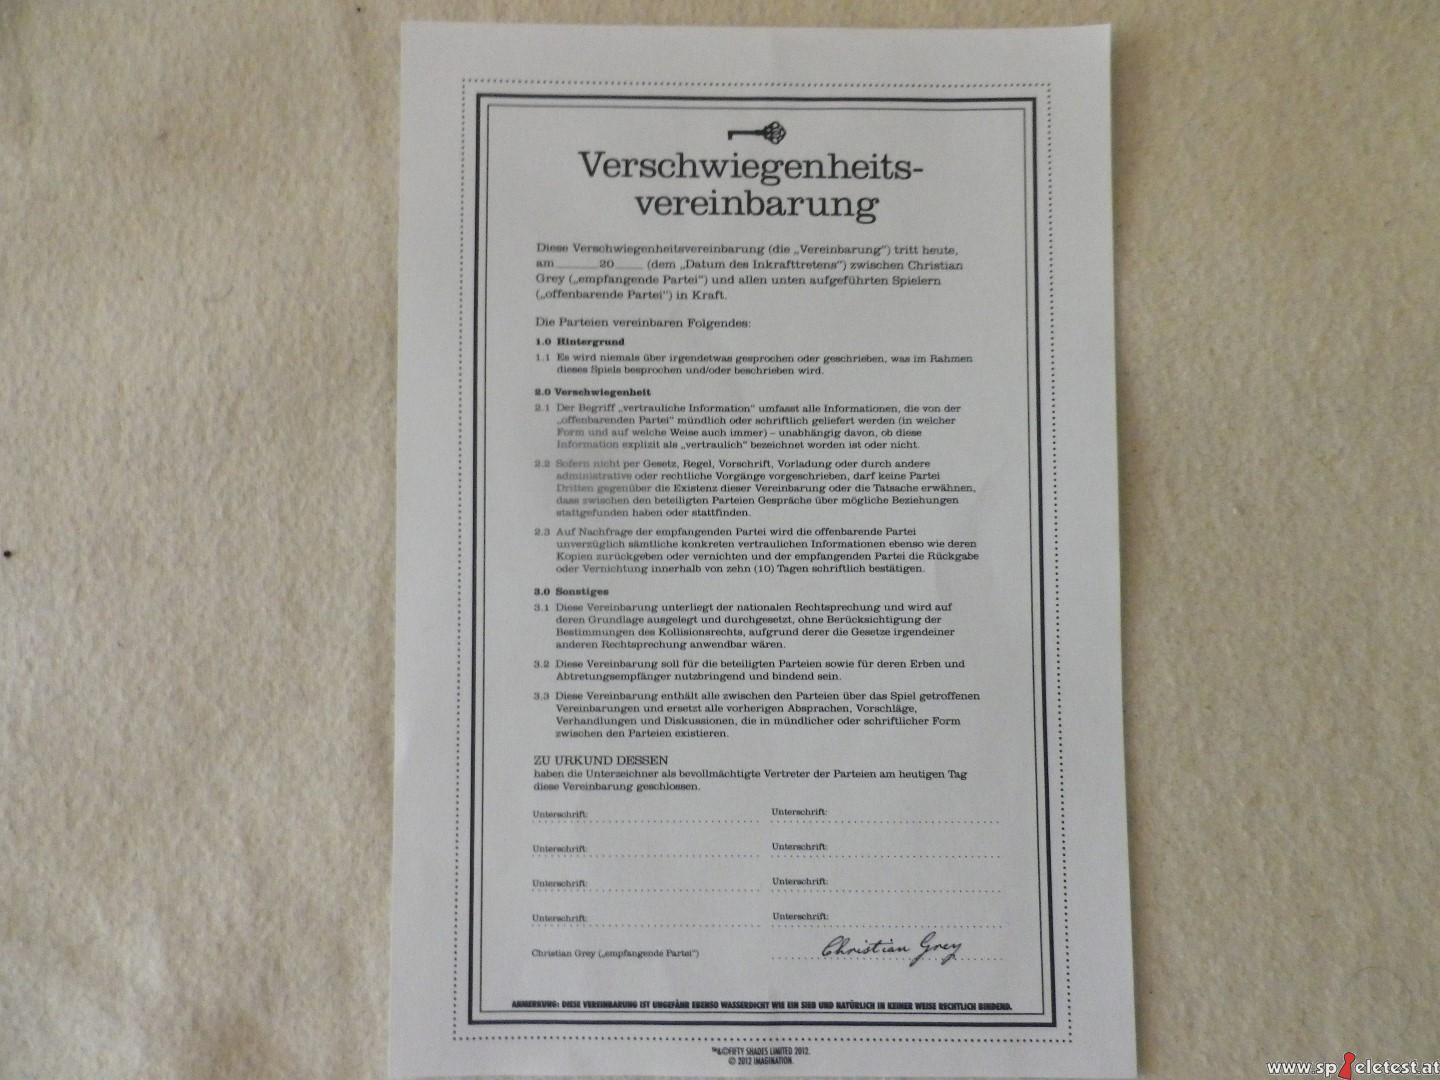 Verschwiegenheits-
vereinbarung
Diese Verschwiegenheitsvereinbarung (die „Vereinbarung“) tritt heute,
am ______ 20____ (dem „Datum des Inkrafttretens“) zwischen Christian
Grey („empfangende Partei“) und allen unten aufgeführten Spielern
(„offenbarende Partei“) in Kraft.
Die Parteien vereinbaren Folgendes:
1.0 Hintergrund
1.1 Es wird niemals über irgendetwas gesprochen oder geschrieben, was im Rahmen
dieses Spiels besprochen und/oder beschrieben wird.
2.0 Verschwiegenheit
2.1 Der Begriff „vertrauliche Information“ umfasst alle Informationen, die von der
„offenbarenden Partei“ mündlich oder schriftlich geliefert werden (in welcher
Form und auf welche Weise auch immer) – unabhängig davon, ob diese
Information explizit als „vertraulich“ bezeichnet worden ist oder nicht.
2.2 Sofern nicht per Gesetz, Regel, Vorschrift, Vorladung oder durch andere
administrative oder rechtliche Vorgänge vorgeschrieben, darf keine Partei
Dritten gegenüber die Existenz dieser Vereinbarung oder die Tatsache erwähnen,
dass zwischen den beteiligten Parteien Gespräche über mögliche Beziehungen
stattgefunden haben oder stattfinden.
2.3 Auf Nachfrage der empfangenden Partei wird die offenbarende Partei
unverzüglich sämtliche konkreten vertraulichen Informationen ebenso wie deren
Kopien zurückgeben oder vernichten und der empfangenden Partei die Rückgabe
oder Vernichtung innerhalb von zehn (10) Tagen schriftlich bestätigen.
3.0 Sonstiges
3.1 Diese Vereinbarung unterliegt der nationalen Rechtsprechung und wird auf
deren Grundlage ausgelegt und durchgesetzt, ohne Berücksichtigung der
Bestimmungen des Kollisionsrechts, aufgrund derer die Gesetze irgendeiner
anderen Rechtsprechung anwendbar wären.
3.2 Diese Vereinbarung soll für die beteiligten Parteien sowie für deren Erben und
Abtretungsempfänger nutzbringend und bindend sein.
3.3 Diese Vereinbarung enthält alle zwischen den Parteien über das Spiel getroffenen
Vereinbarungen und ersetzt alle vorherigen Absprachen, Vorschläge,
Verhandlungen und Diskussionen, die in mündlicher oder schriftlicher Form
zwischen den Parteien existieren.
ZU URKUND DESSEN
haben die Unterzeichner als bevollmächtigte Vertreter der Parteien am heutigen Tag
diese Vereinbarung geschlossen.
Unterschrift: Unterschrift:
Unterschrift: Unterschrift:
Unterschrift: Unterschrift:
Unterschrift: Unterschrift:
Christian Grey („empfangende Partei“) Christian Grey
ANMERKUNG: DIESE VEREINBARUNG IST UNGEFÄHR EBENSO WASSERDICHT WIE EIN SIEB UND NATÜRLICH IN KEINER WEISE RECHTLICH BINDEND.
™&©FIFTY SHADES LIMITED 2012.
© 2012 IMAGINATION.
www.spieletest.at